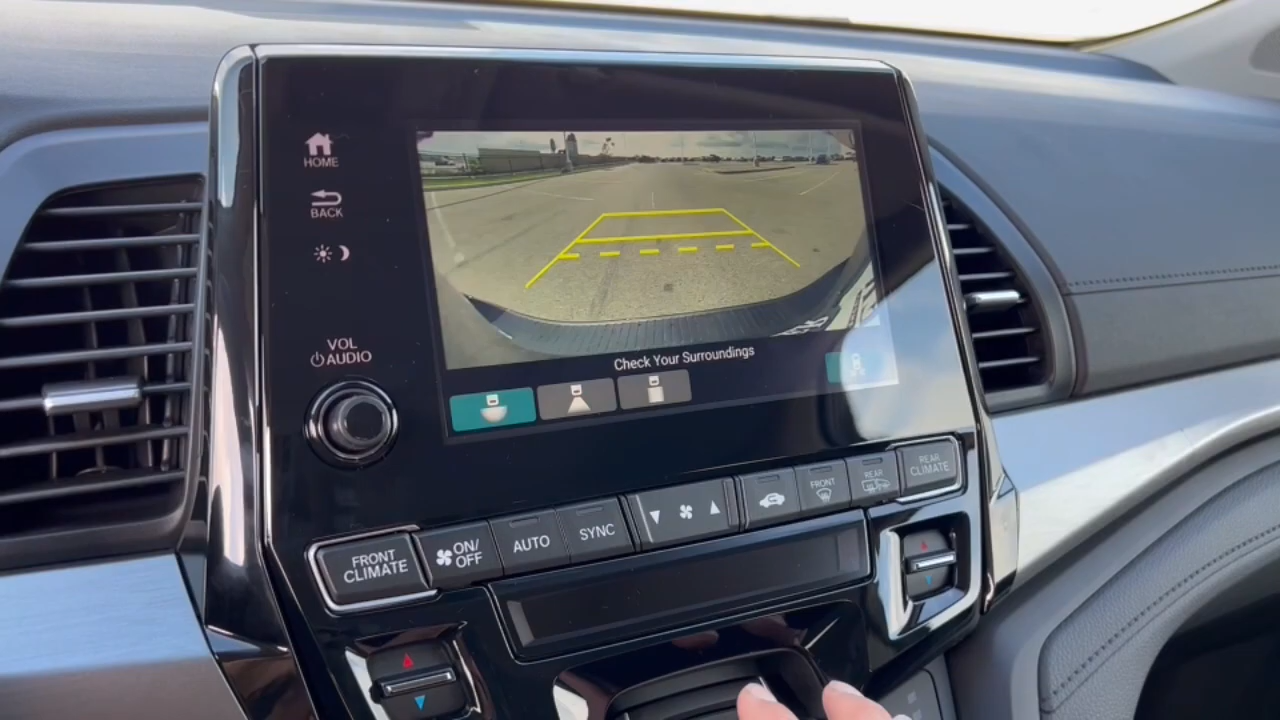 HOME
BACK
VOL
AUDIO
Check Your Surroundings
FRONT
CLIMATE
ON/
OFF
AUTO
SYNC
FRONT
REAR
REAR
CLIMATE